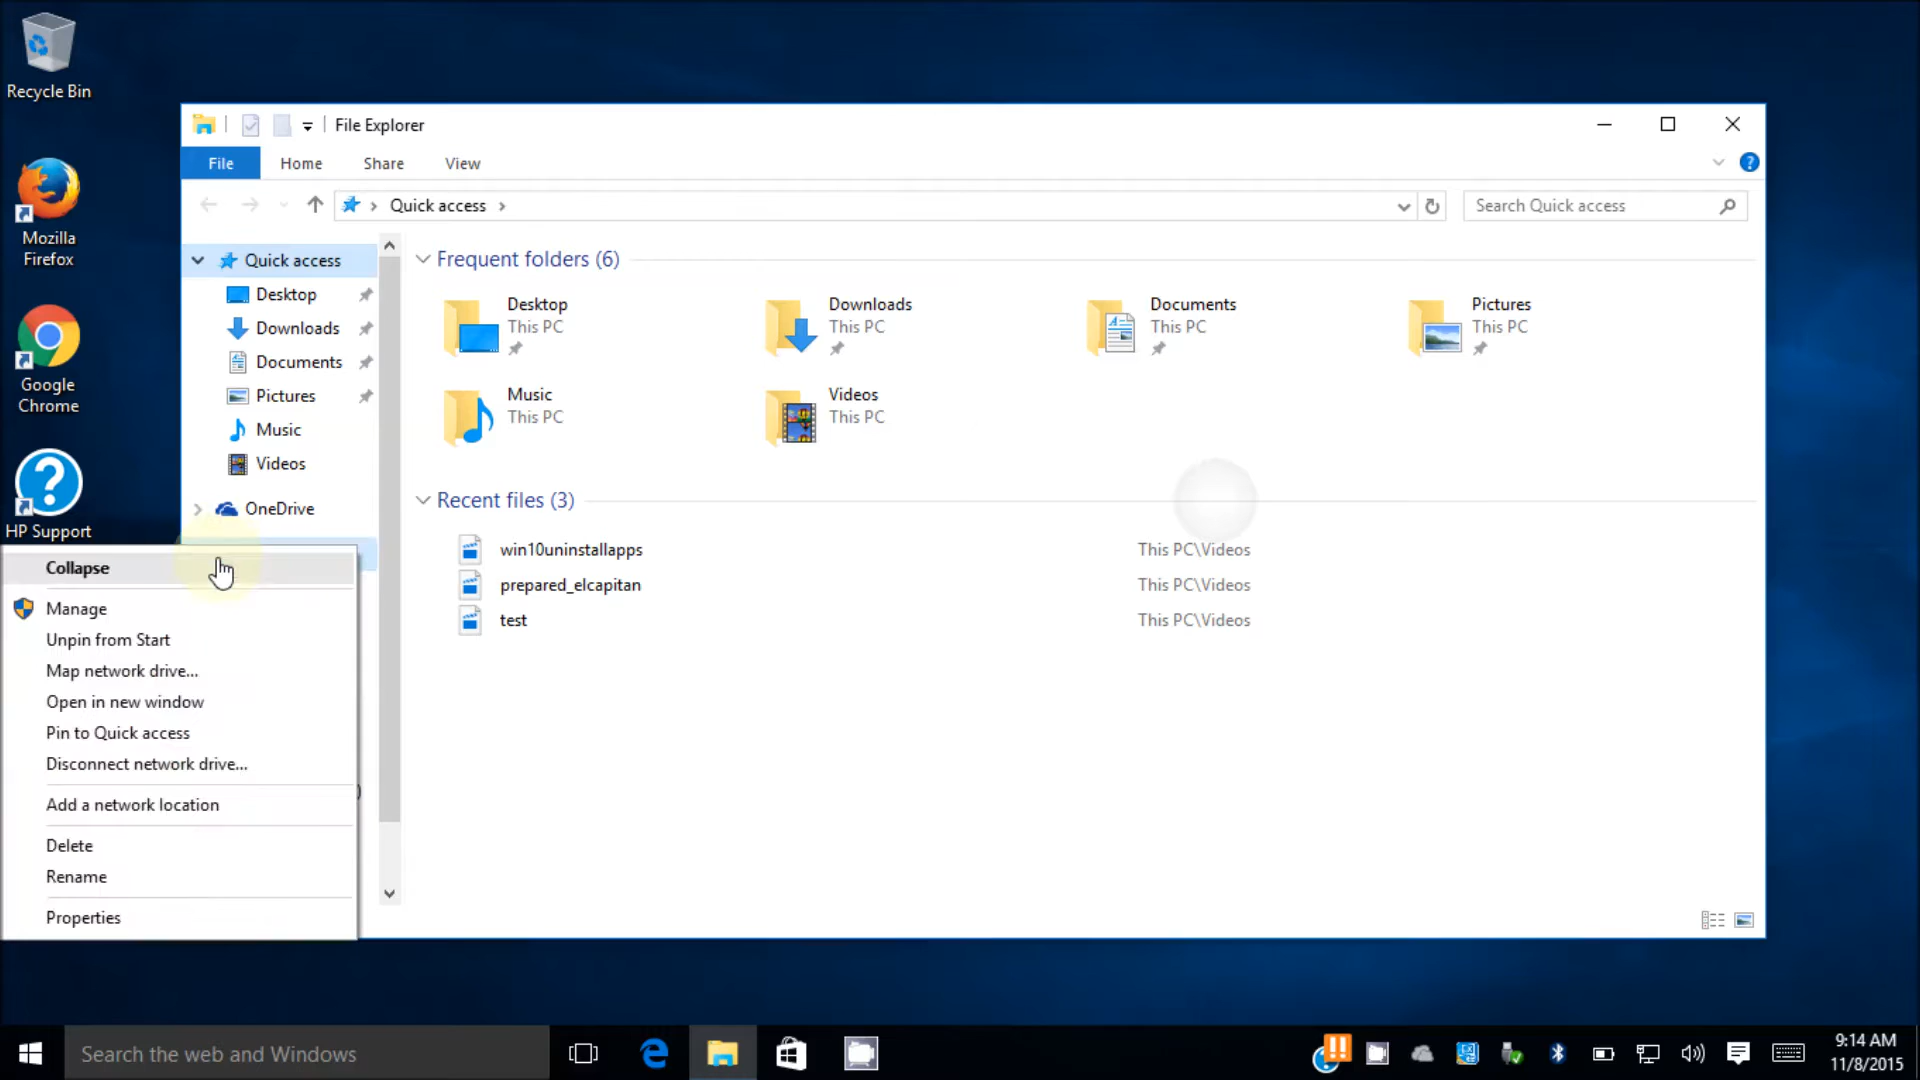 Recycle Bin
Mozilla
Firefox
Google
Chrome
HP Support
File Explorer
File
Home
Share
View
Quick access
Search Quick access
Quick access
Desktop
Downloads
Documents
Pictures
Music
Videos
OneDrive
Frequent folders (6)
Desktop
This PC
Downloads
This PC
Documents
This PC
Pictures
This PC
Music
This PC
Videos
This PC
Recent files (3)
win10uninstallapps
This PC\Videos
prepared_elcapitan
This PC\Videos
test
This PC\Videos
Collapse
Manage
Unpin from Start
Map network drive...
Open in new window
Pin to Quick access
Disconnect network drive...
Add a network location
Delete
Rename
Properties
)
Search the web and Windows
9:14 AM
11/8/2015